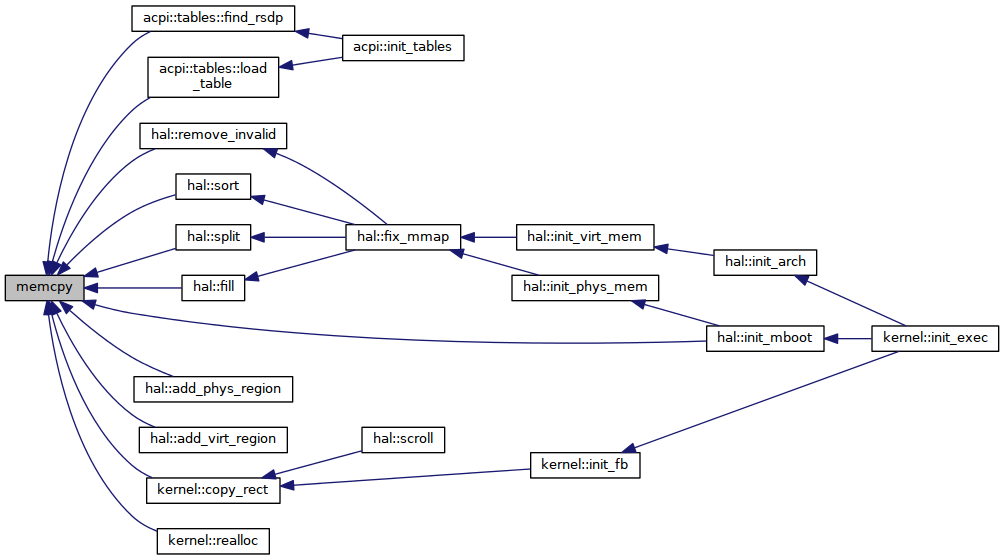 acpi::tables::find_rsdp
acpi::init_tables
acpi::tables::load
_table
hal::remove_invalid
hal::sort
hal::split
hal::fix_mmap
hal::init_virt_mem
hal::init_arch
memcpy
hal::fill
hal::init_phys_mem
hal::init_mboot
kernel::init_exec
hal::add_phys_region
hal::add_virt_region
hal::scroll
kernel::copy_rect
kernel::init_fb
kernel::realloc